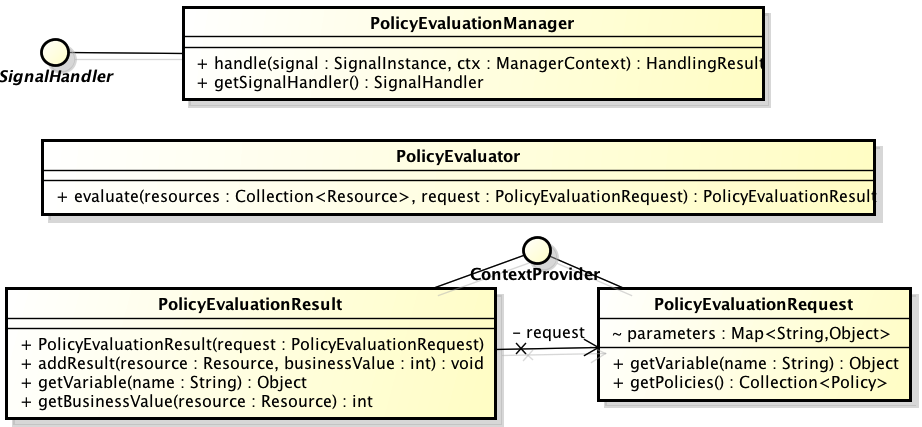 PolicyEvaluationManager
+ handle(signal : SignalInstance, ctx : ManagerContext) : HandlingResult
+ getSignalHandler() : SignalHandler
SignalHandler
PolicyEvaluator
+ evaluate(resources : Collection<Resource>, request : PolicyEvaluationRequest) : PolicyEvaluationResult
ContextProvider
PolicyEvaluationResult
+ PolicyEvaluationResult(request : PolicyEvaluationRequest)
+ addResult(resource : Resource, businessValue : int) : void
+ getVariable(name : String) : Object
+ getBusinessValue(resource : Resource) : int
- request
PolicyEvaluationRequest
~ parameters : Map<String,Object>
+ getVariable(name : String) : Object
+ getPolicies() : Collection<Policy>